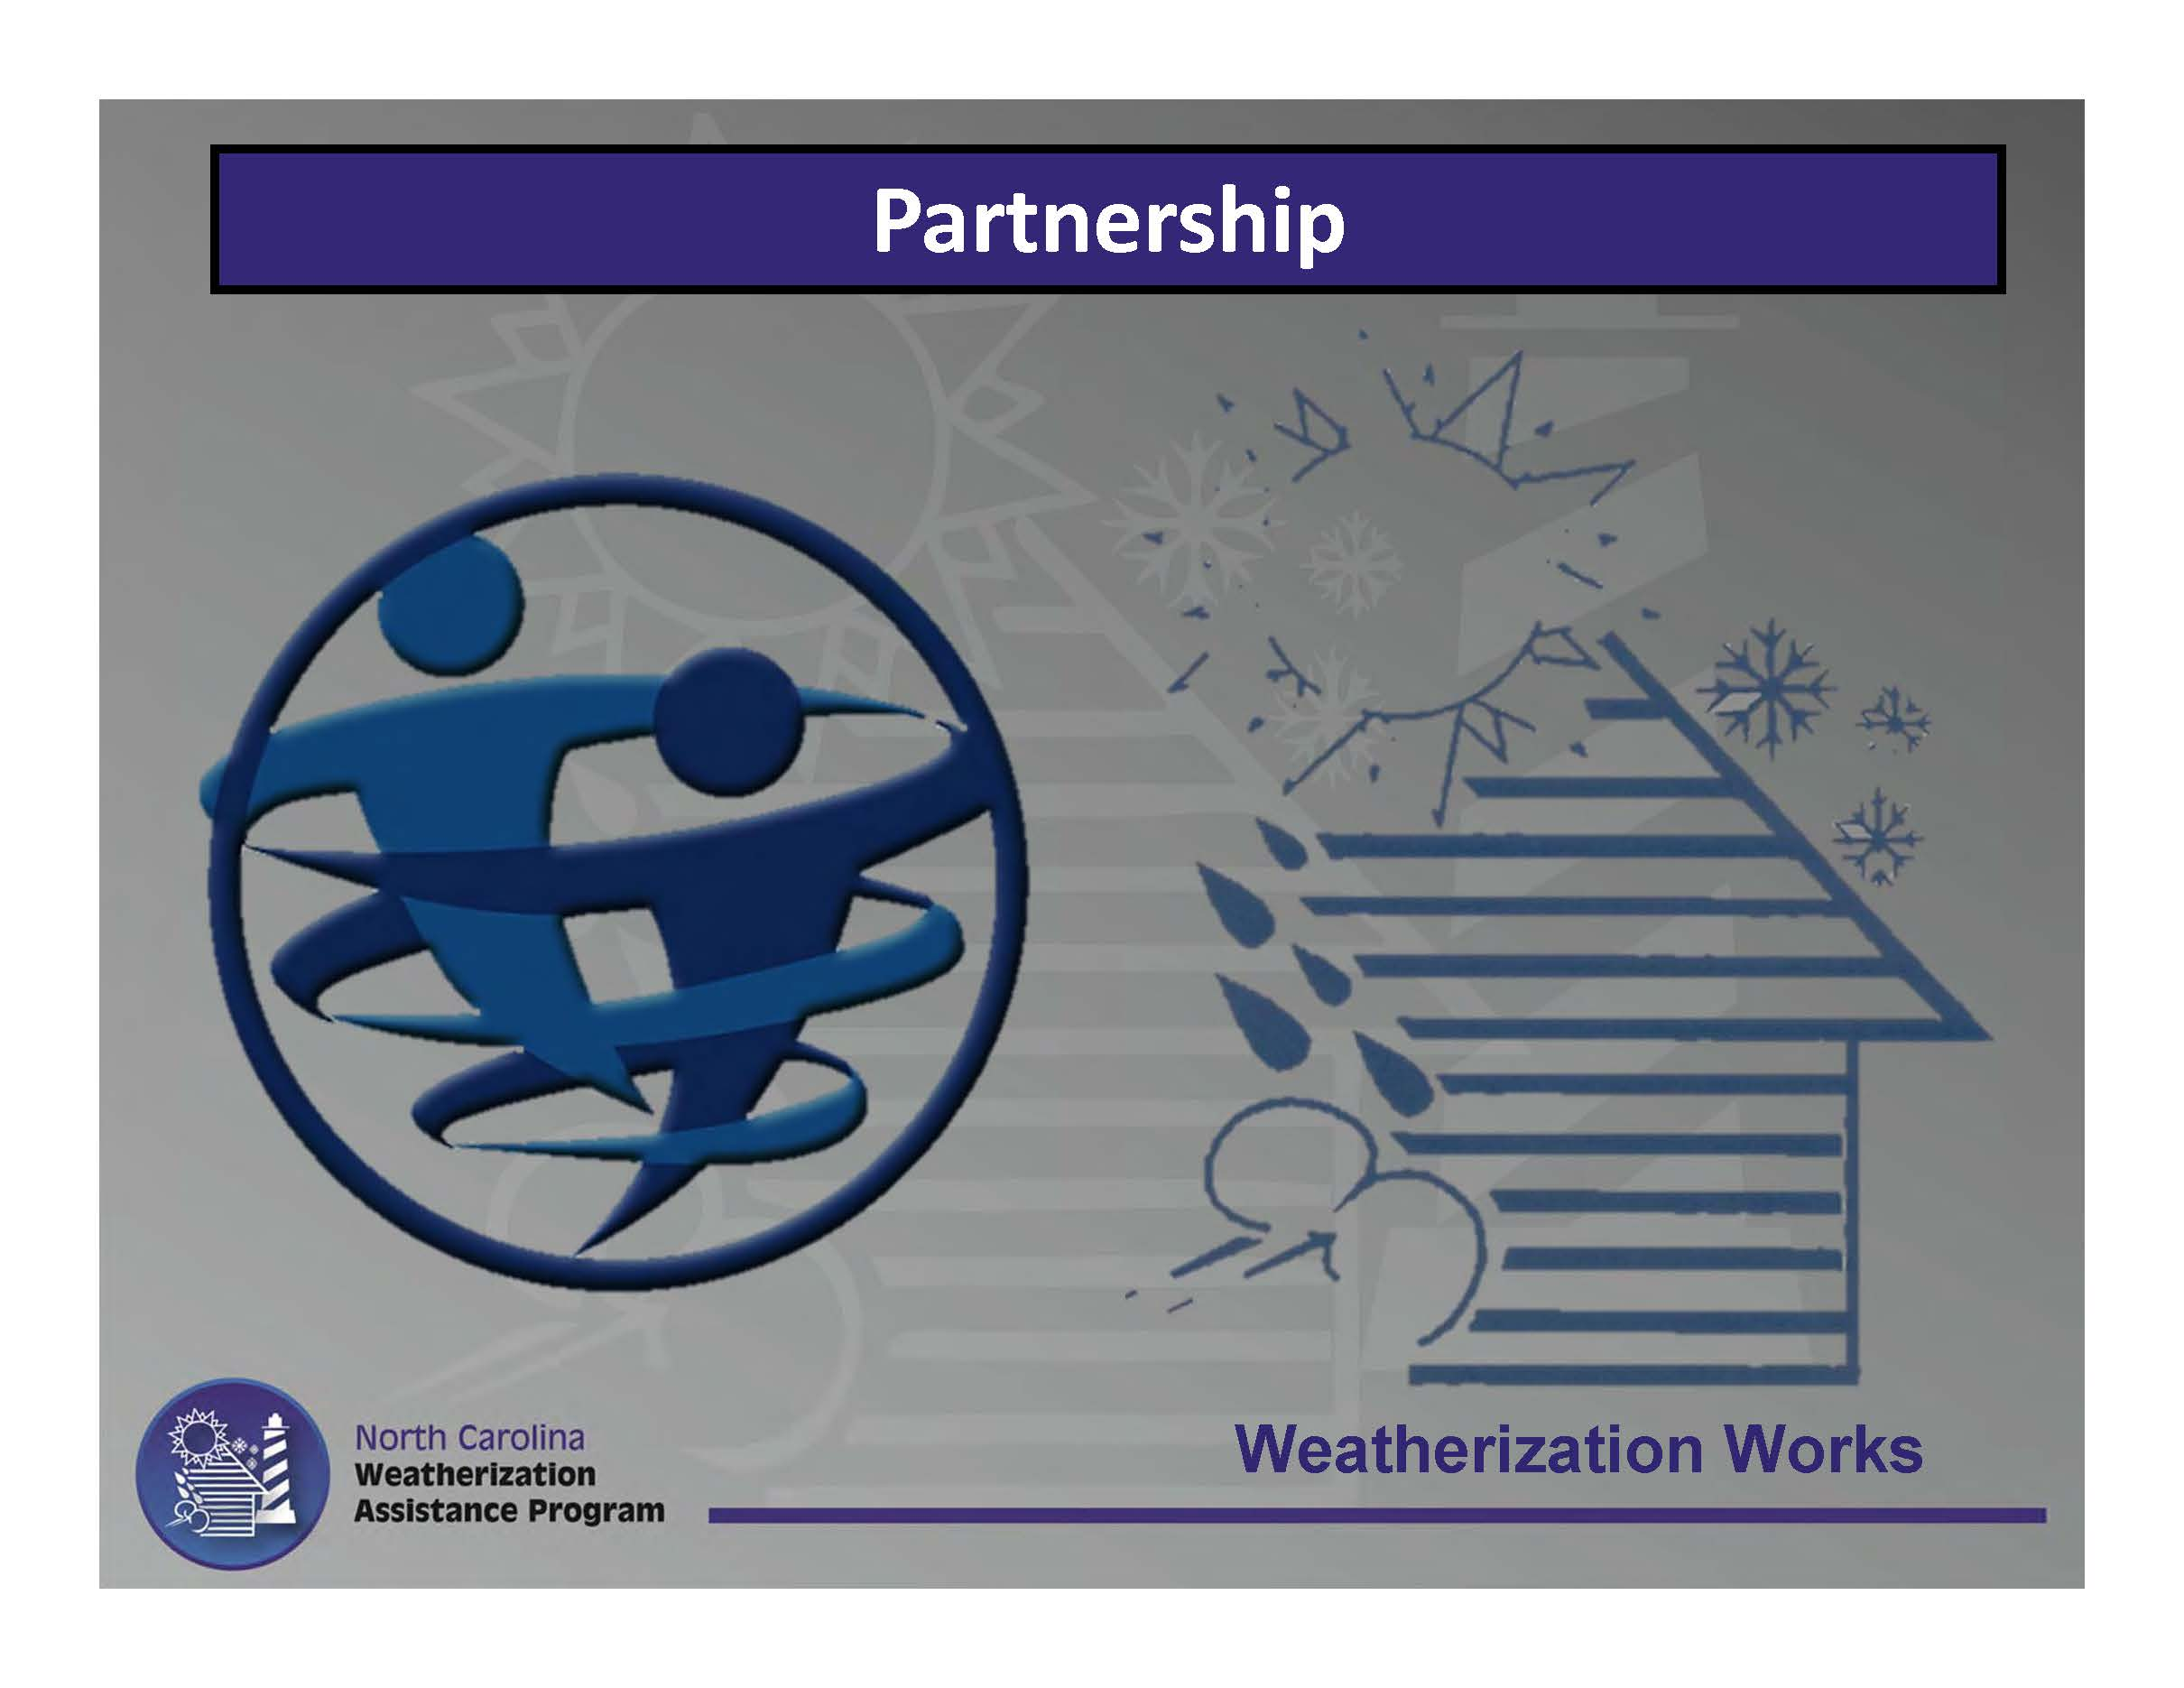 Partnership
North Carolina
Weatherization
Assistance Program
Weatherization Works